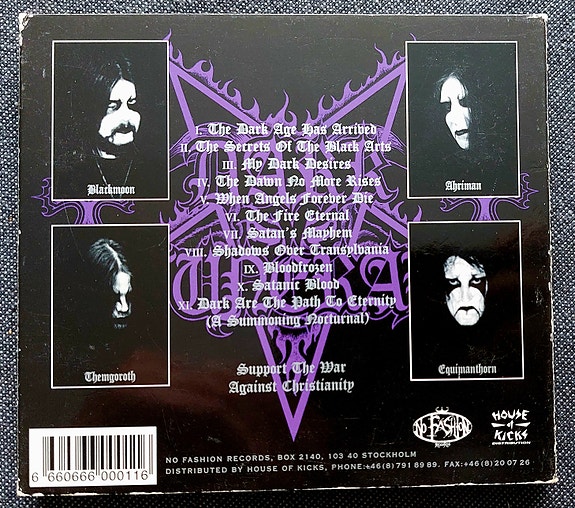 Blackmoon
Ahriman
I. The Dark Age Has Arrived
II. The Secrets Of The Black Arts
III. My Dark Desires
IV. The Dawn No More Rises
V. When Angels Forever Die
VI. The Fire Eternal
VII. Satan's Mayhem
VIII. Shadows Over Transylvania
IX. Bloodfrozen
X. Satanic Blood
XI. Dark Are The Path To Eternity
(A Summoning Nocturnal)
Themgoroth
Equimanthorn
Support The War
Against Christianity
NO FASHION
HOUSE
of
KICKS
DISTRIBUTION
6 660666 000116
NO FASHION RECORDS, BOX 2140, 103 40 STOCKHOLM
DISTRIBUTED BY HOUSE OF KICKS, PHONE:+46(8)791 89 89. FAX:+46(8)20 07 26